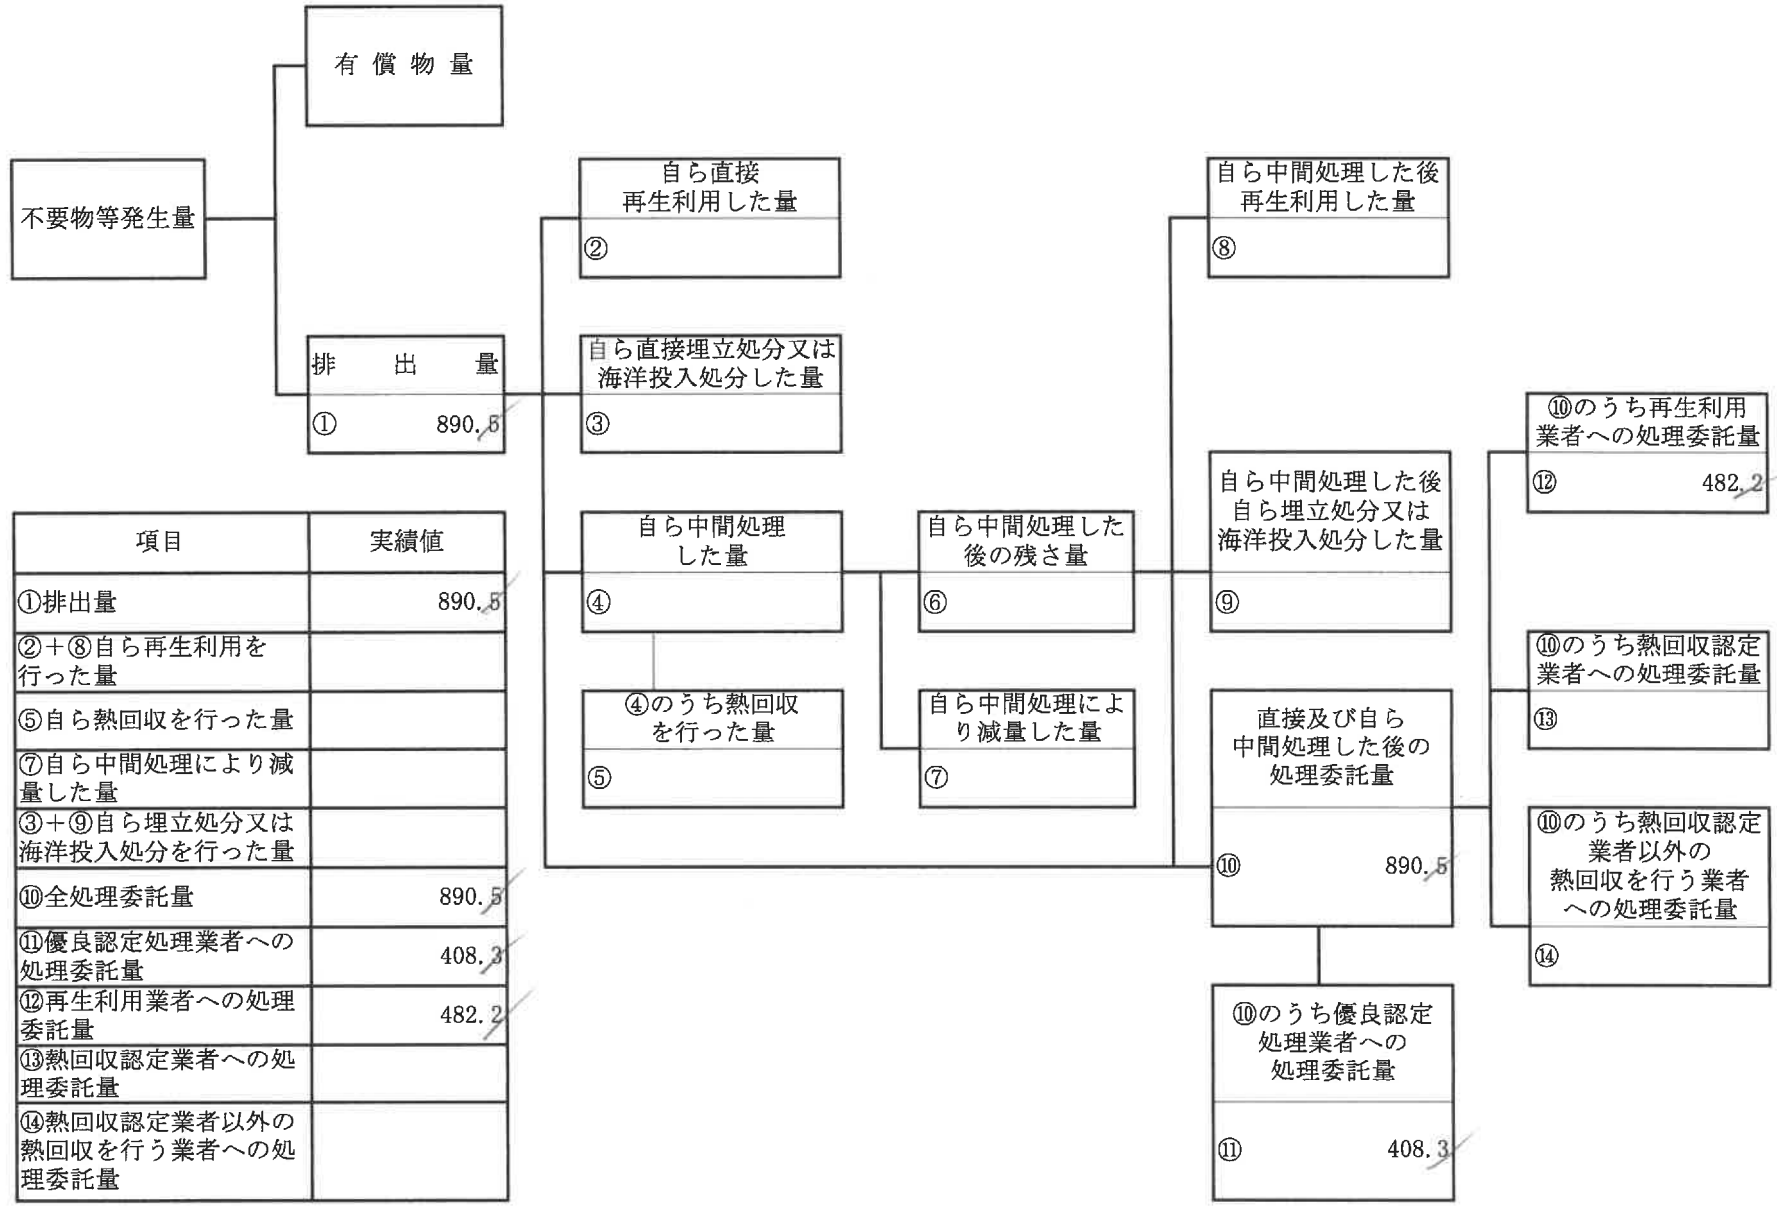 有償物量
不要物等発生量
排出量
① 890.5
自ら直接
再生利用した量
②
自ら直接埋立処分又は
海洋投入処分した量
③
自ら中間処理
した量
④
④のうち熱回収
を行った量
⑤
自ら中間処理した
後の残さ量
⑥
自ら中間処理によ
り減量した量
⑦
自ら中間処理した後
再生利用した量
⑧
自ら中間処理した後
自ら埋立処分又は
海洋投入処分した量
⑨
直接及び自ら
中間処理した後の
処理委託量
⑩ 890.5
⑩のうち優良認定
処理業者への
処理委託量
⑪ 408.3
⑩のうち再生利用
業者への処理委託量
⑫ 482.2
⑩のうち熱回収認定
業者への処理委託量
⑬
⑩のうち熱回収認定
業者以外の
熱回収を行う業者
への処理委託量
⑭
項目 実績値
①排出量 890.5
②＋⑧自ら再生利用を
行った量
⑤自ら熱回収を行った量
⑦自ら中間処理により減
量した量
③＋⑨自ら埋立処分又は
海洋投入処分を行った量
⑩全処理委託量 890.5
⑪優良認定処理業者への
処理委託量 408.3
⑫再生利用業者への処理
委託量 482.2
⑬熱回収認定業者への処
理委託量
⑭熱回収認定業者以外の
熱回収を行う業者への処
理委託量